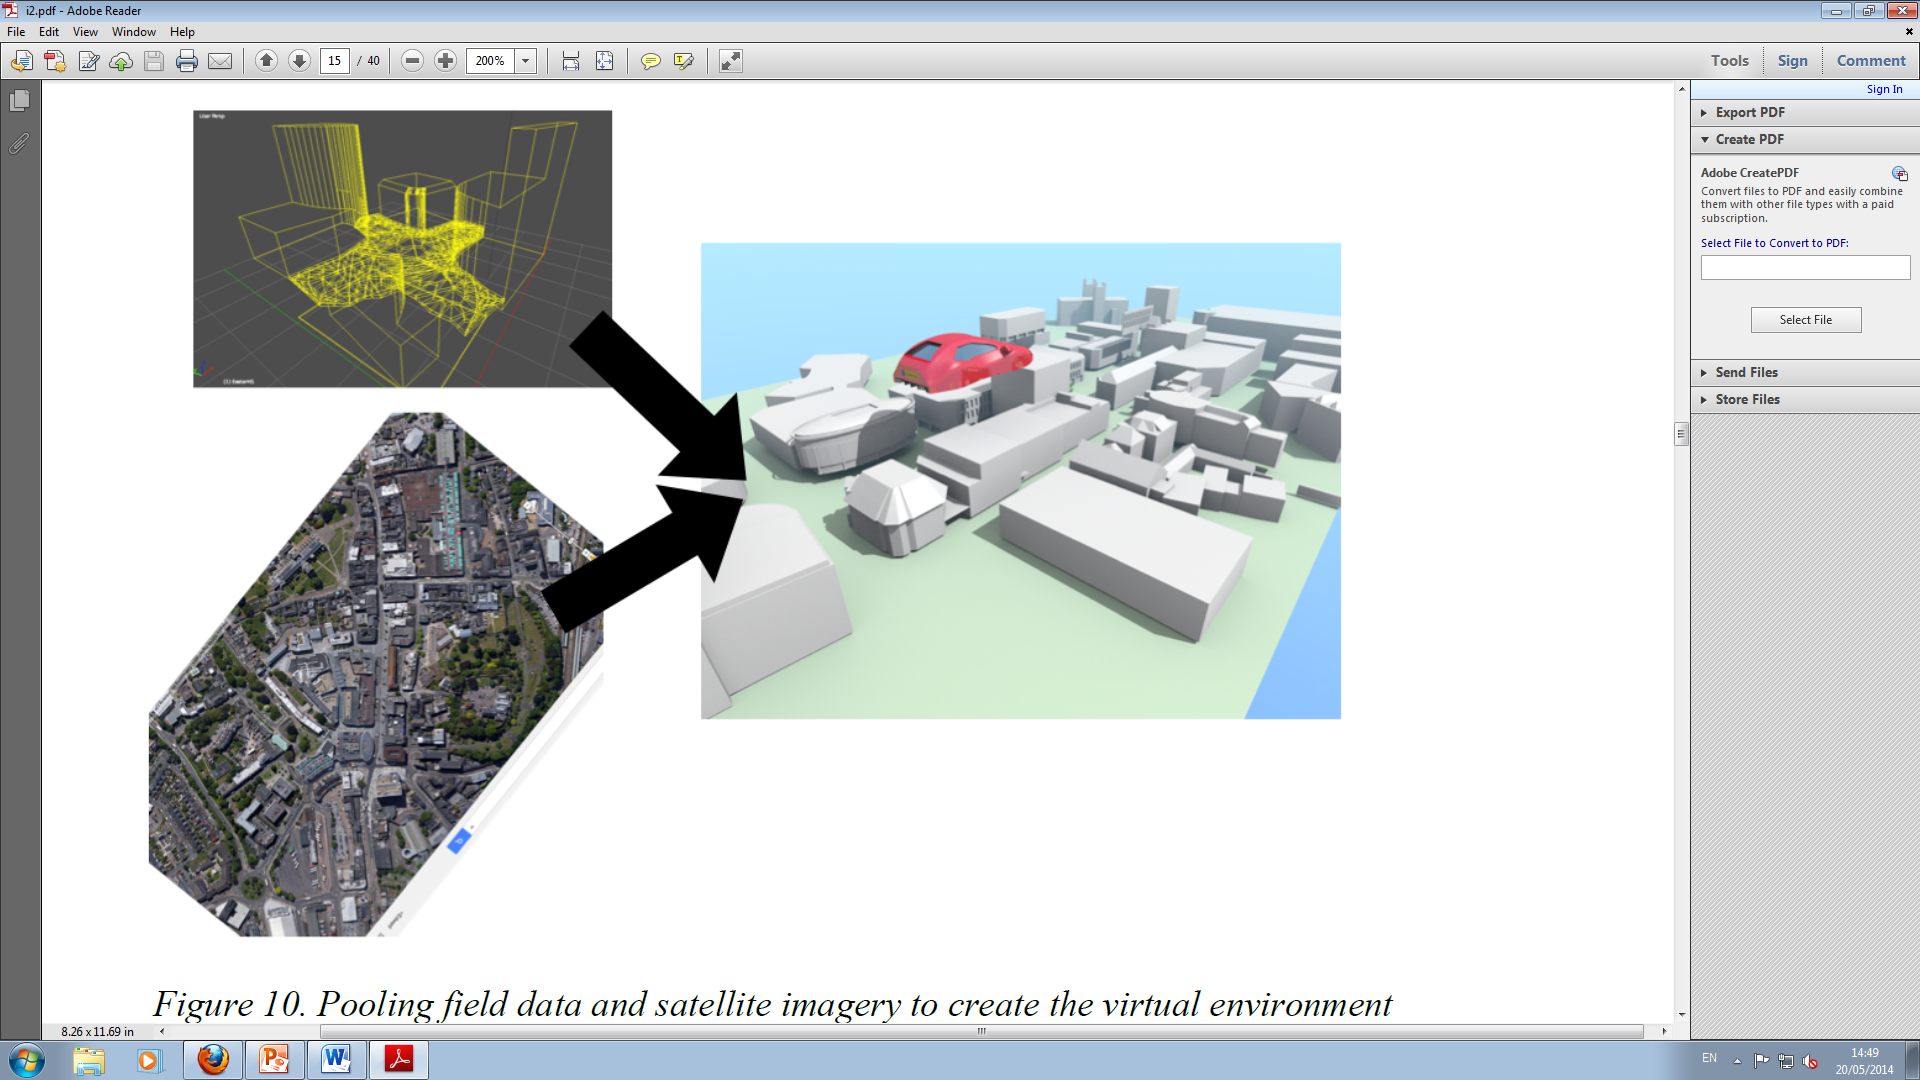 i2.pdf - Adobe Reader
File Edit View Window Help
15 / 40 200% Tools Sign Comment
Sign In
Export PDF
Create PDF
Adobe CreatePDF
Convert files to PDF and easily combine
them with other file types with a paid
subscription.
Select File to Convert to PDF:
Select File
Send Files
Store Files
User Persp
Figure 10. Pooling field data and satellite imagery to create the virtual environment
8.26 x 11.69 in
EN
14:49
20/05/2014